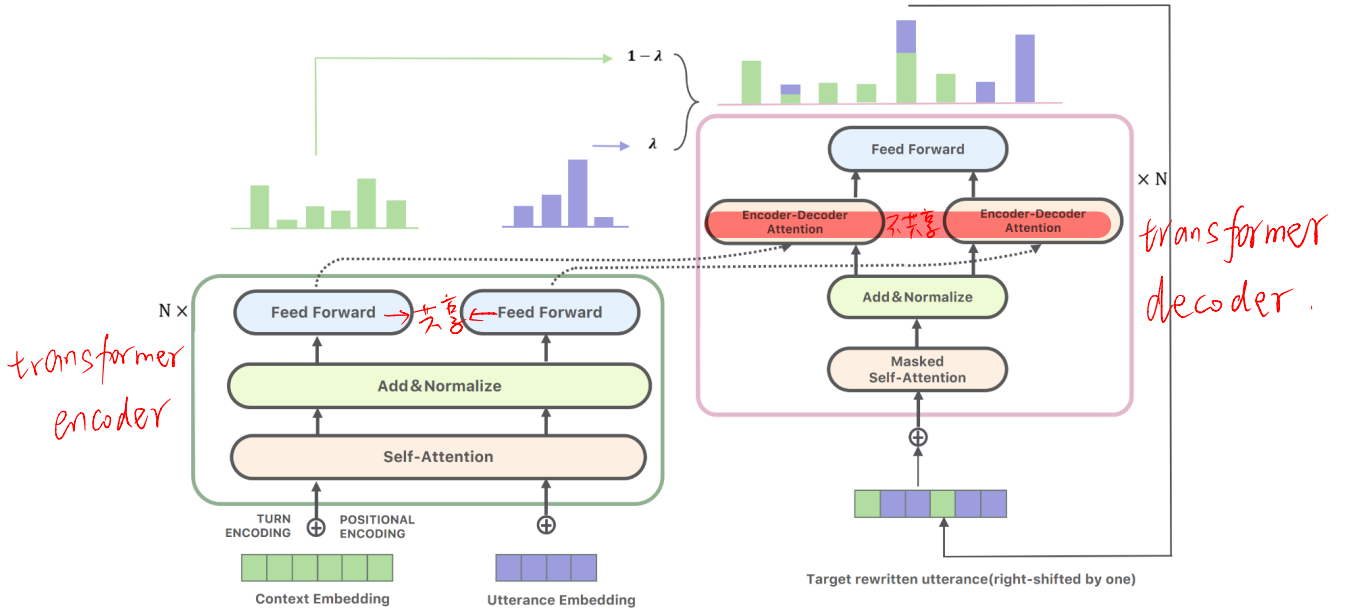 1 − λ
λ
Feed Forward
× N
Encoder-Decoder
Attention
不共享
Encoder-Decoder
Attention
transformer
decoder.
Add & Normalize
Masked
Self-Attention
N ×
Feed Forward
共享
Feed Forward
transformer
encoder
Add & Normalize
Self-Attention
TURN
ENCODING
POSITIONAL
ENCODING
Context Embedding
Utterance Embedding
Target rewritten utterance(right-shifted by one)